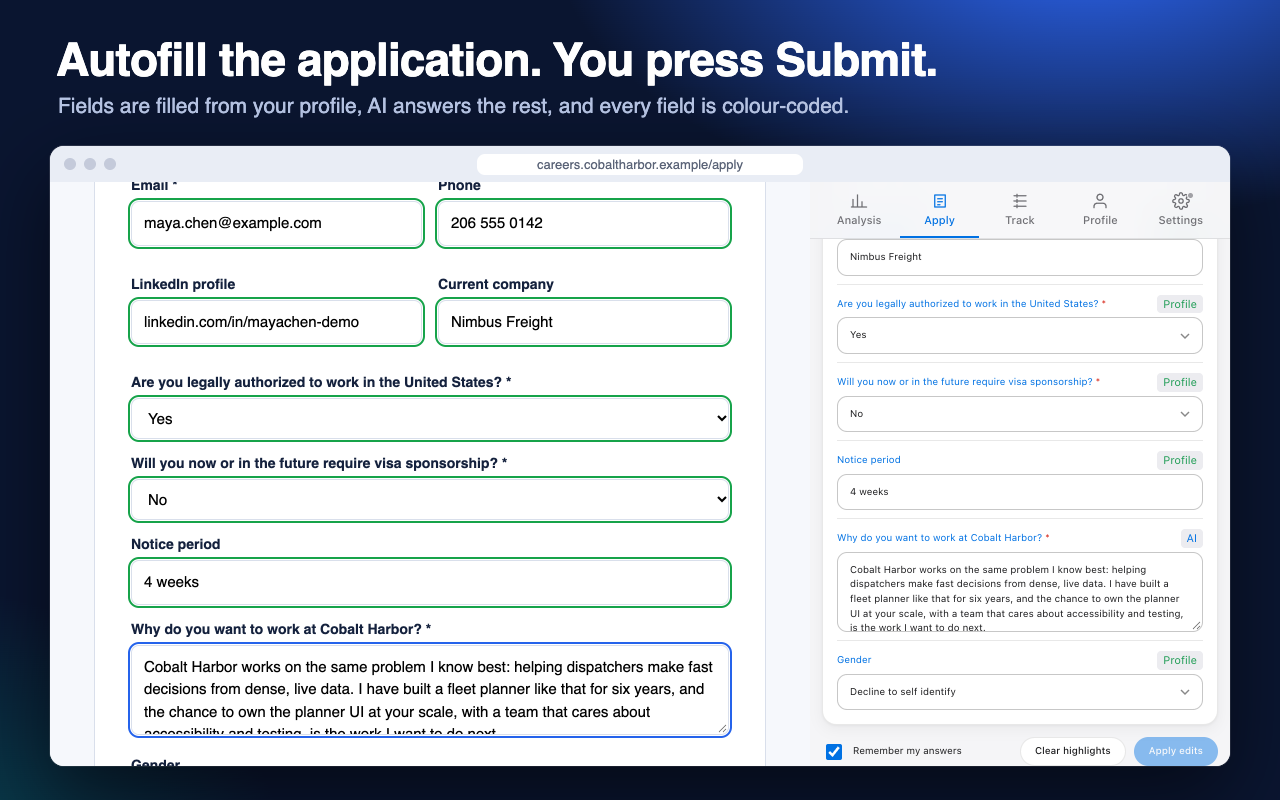 Autofill the application. You press Submit.
Fields are filled from your profile, AI answers the rest, and every field is colour-coded.
careers.cobaltharbor.example/apply
Email *
Phone
maya.chen@example.com
206 555 0142
LinkedIn profile
Current company
linkedin.com/in/mayachen-demo
Nimbus Freight
Are you legally authorized to work in the United States? *
Yes
Will you now or in the future require visa sponsorship? *
No
Notice period
4 weeks
Why do you want to work at Cobalt Harbor? *
Cobalt Harbor works on the same problem I know best: helping dispatchers make fast
decisions from dense, live data. I have built a fleet planner like that for six years, and
the chance to own the planner UI at your scale, with a team that cares about
accessibility and testing, is the work I want to do next.
Gender
Analysis
Apply
Track
Profile
Settings
Nimbus Freight
Are you legally authorized to work in the United States? *
Profile
Yes
Will you now or in the future require visa sponsorship? *
Profile
No
Notice period
Profile
4 weeks
Why do you want to work at Cobalt Harbor? *
AI
Cobalt Harbor works on the same problem I know best: helping
dispatchers make fast decisions from dense, live data. I have built a
fleet planner like that for six years, and the chance to own the planner
UI at your scale, with a team that cares about accessibility and testing,
is the work I want to do next.
Gender
Profile
Decline to self identify
Remember my answers
Clear highlights
Apply edits